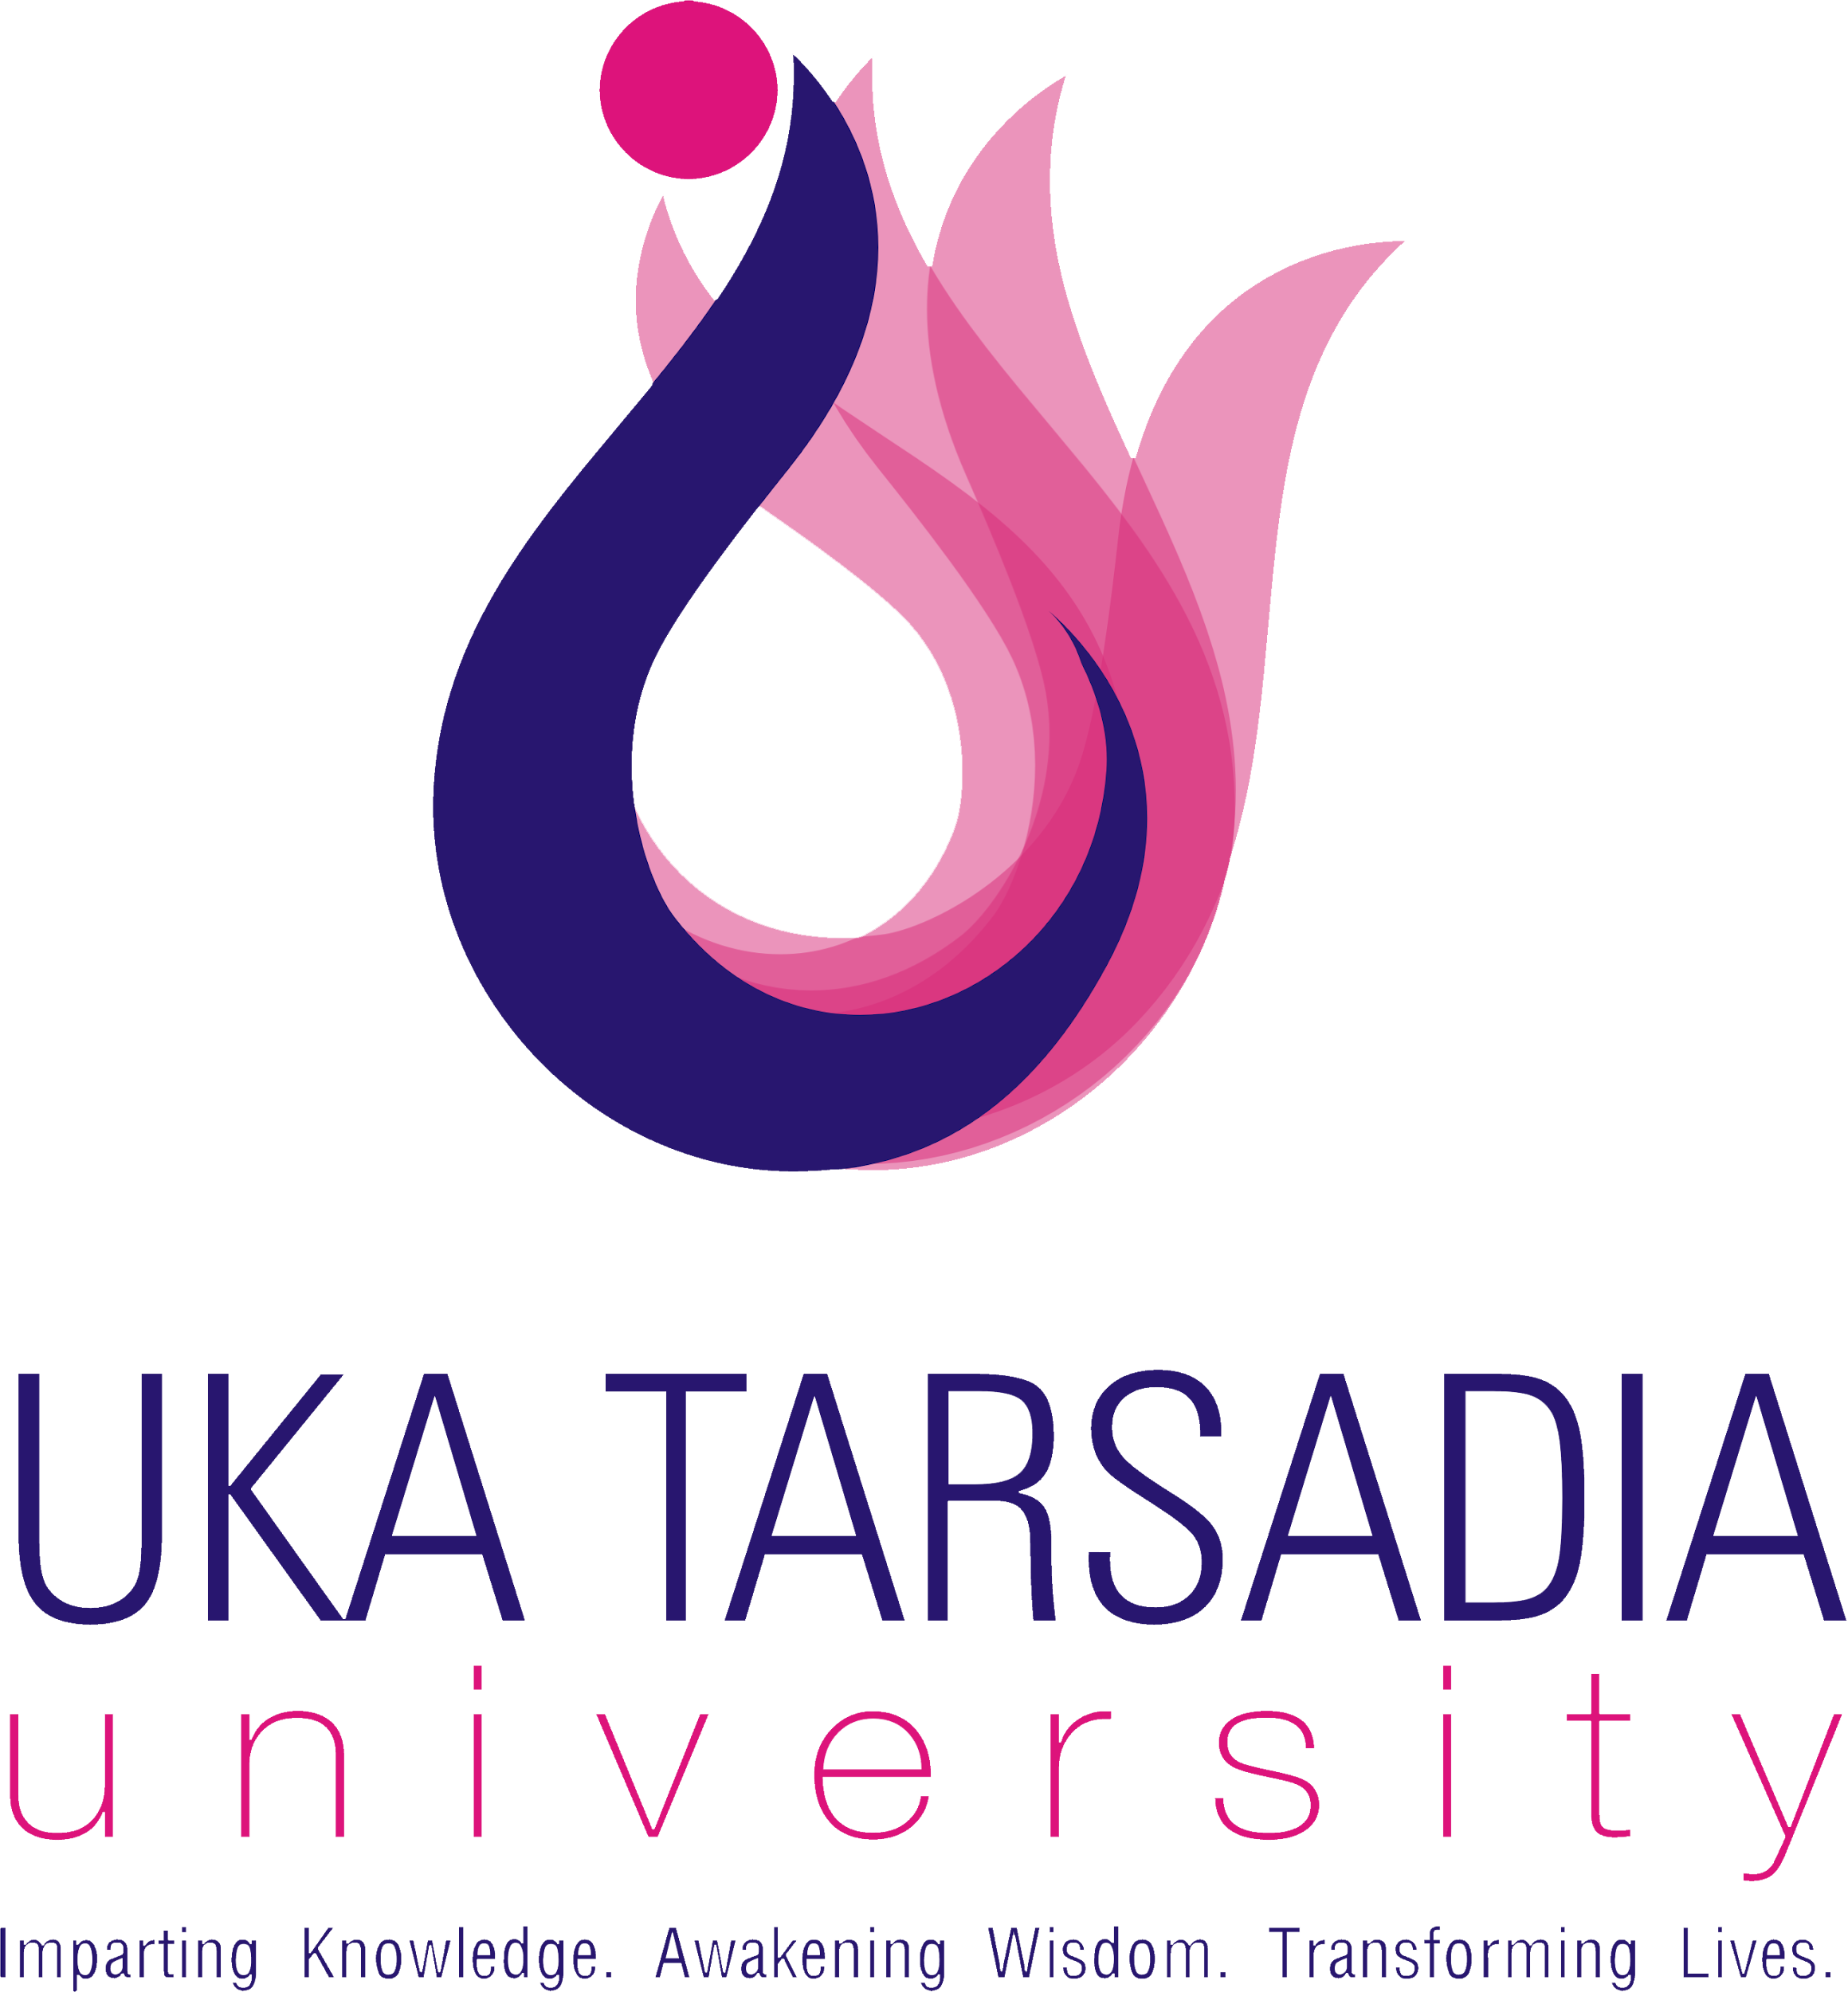 UKA TARSADIA
university
Imparting Knowledge. Awakening Wisdom. Transforming Lives.